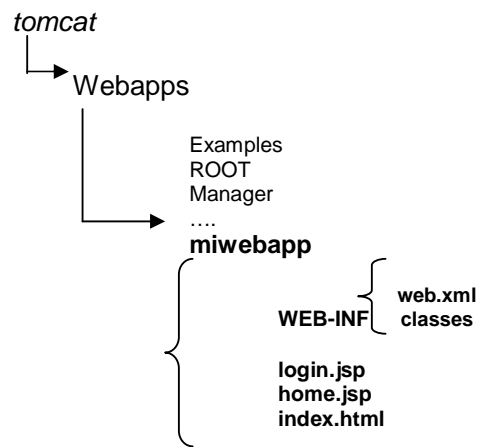 tomcat
Webapps
Examples
ROOT
Manager
....
miwebapp
web.xml
WEB-INF classes
login.jsp
home.jsp
index.html